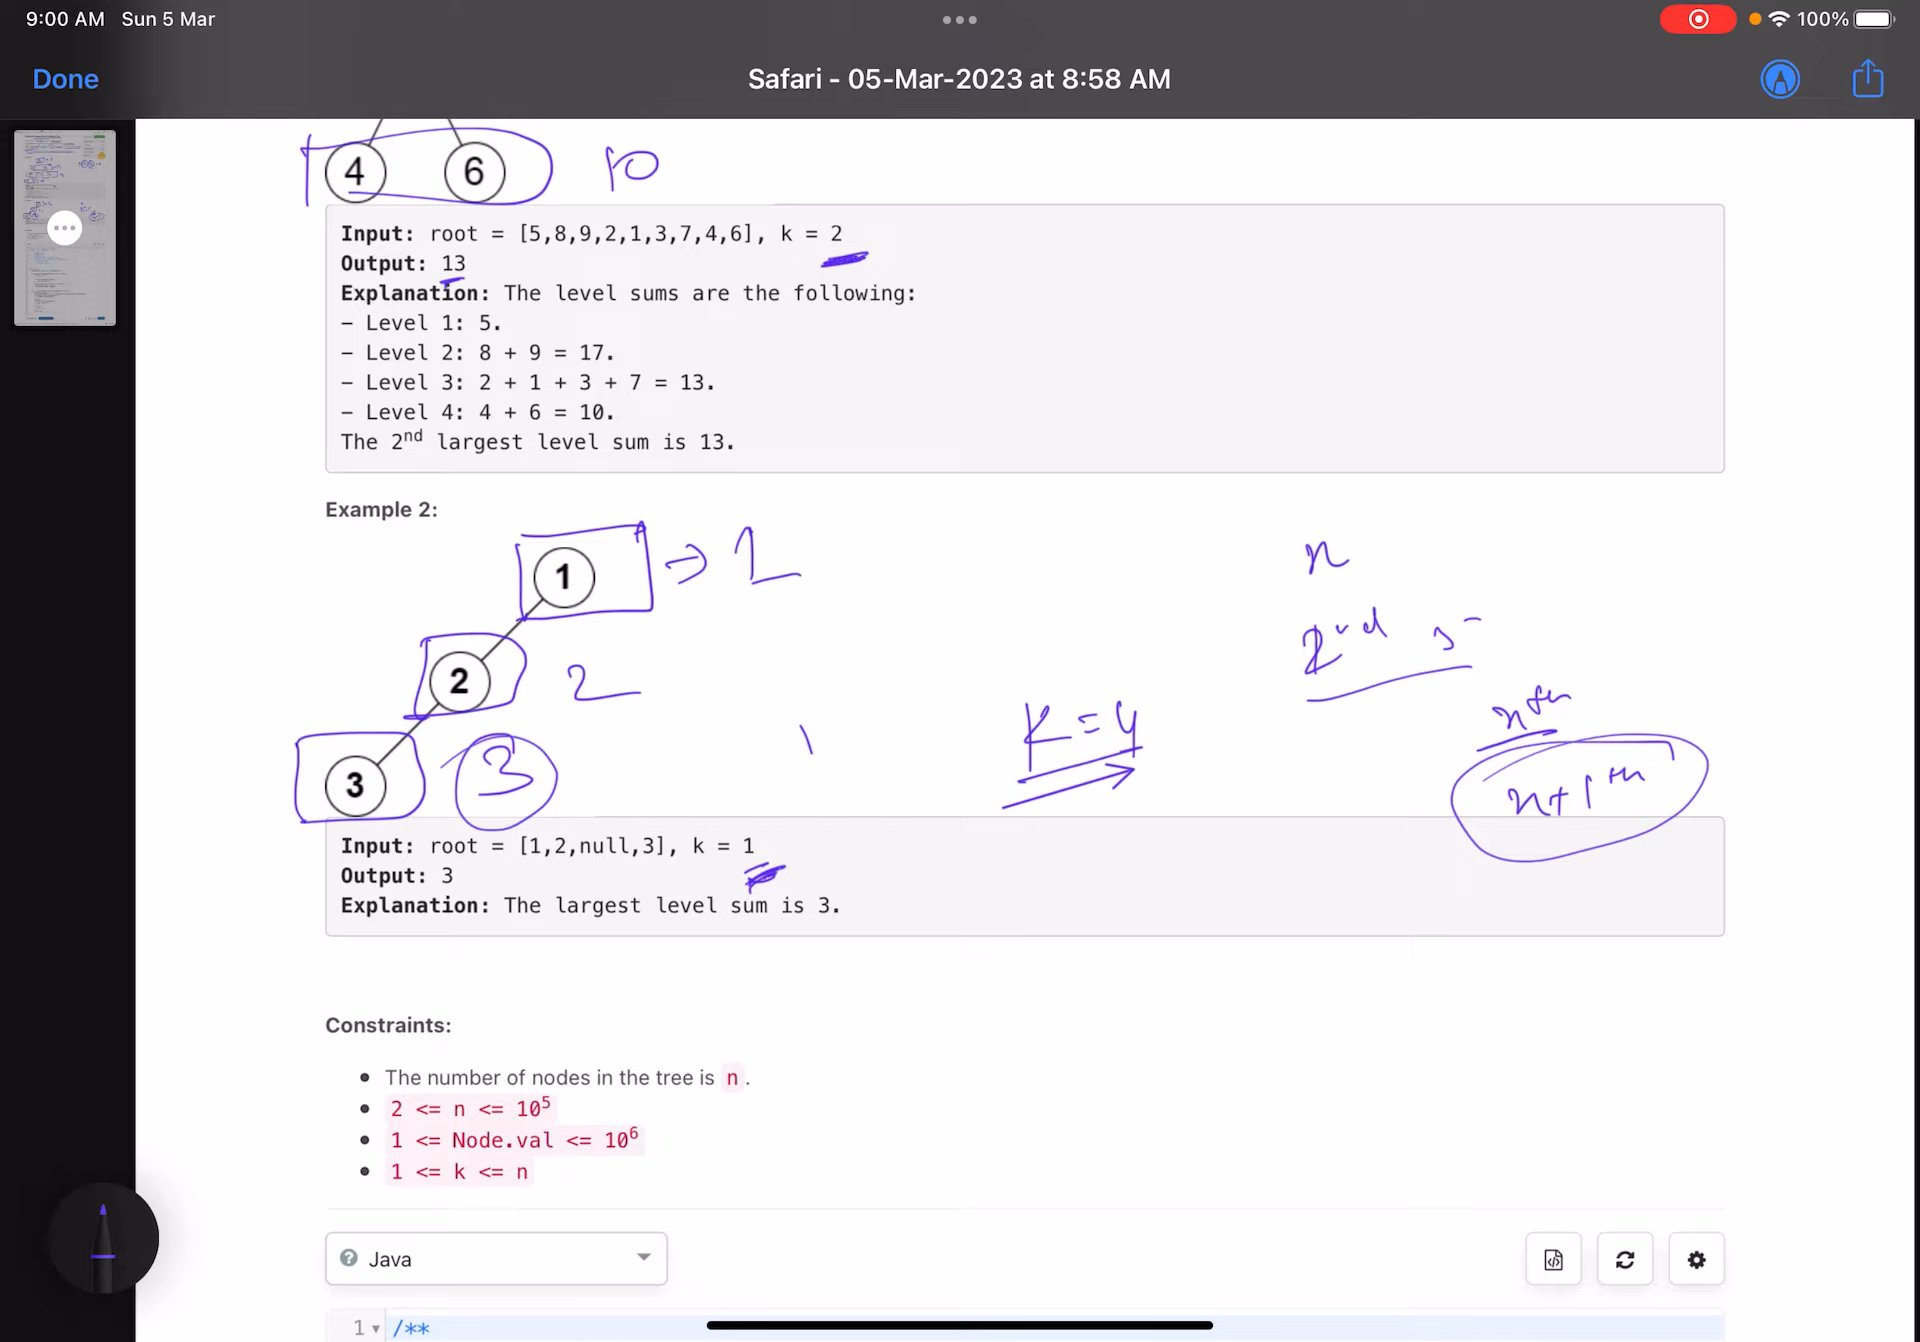 9:00 AM Sun 5 Mar
100%
Done
Safari - 05-Mar-2023 at 8:58 AM
4 6 10
Input: root = [5,8,9,2,1,3,7,4,6], k = 2
Output: 13
Explanation: The level sums are the following:
- Level 1: 5.
- Level 2: 8 + 9 = 17.
- Level 3: 2 + 1 + 3 + 7 = 13.
- Level 4: 4 + 6 = 10.
The 2nd largest level sum is 13.
Example 2:
1 → 1
n
2 2
K = 4
nth
3 3
n+1th
Input: root = [1,2,null,3], k = 1
Output: 3
Explanation: The largest level sum is 3.
Constraints:
• The number of nodes in the tree is n.
• 2 <= n <= 10⁵
• 1 <= Node.val <= 10⁶
• 1 <= k <= n
Java
1 /**